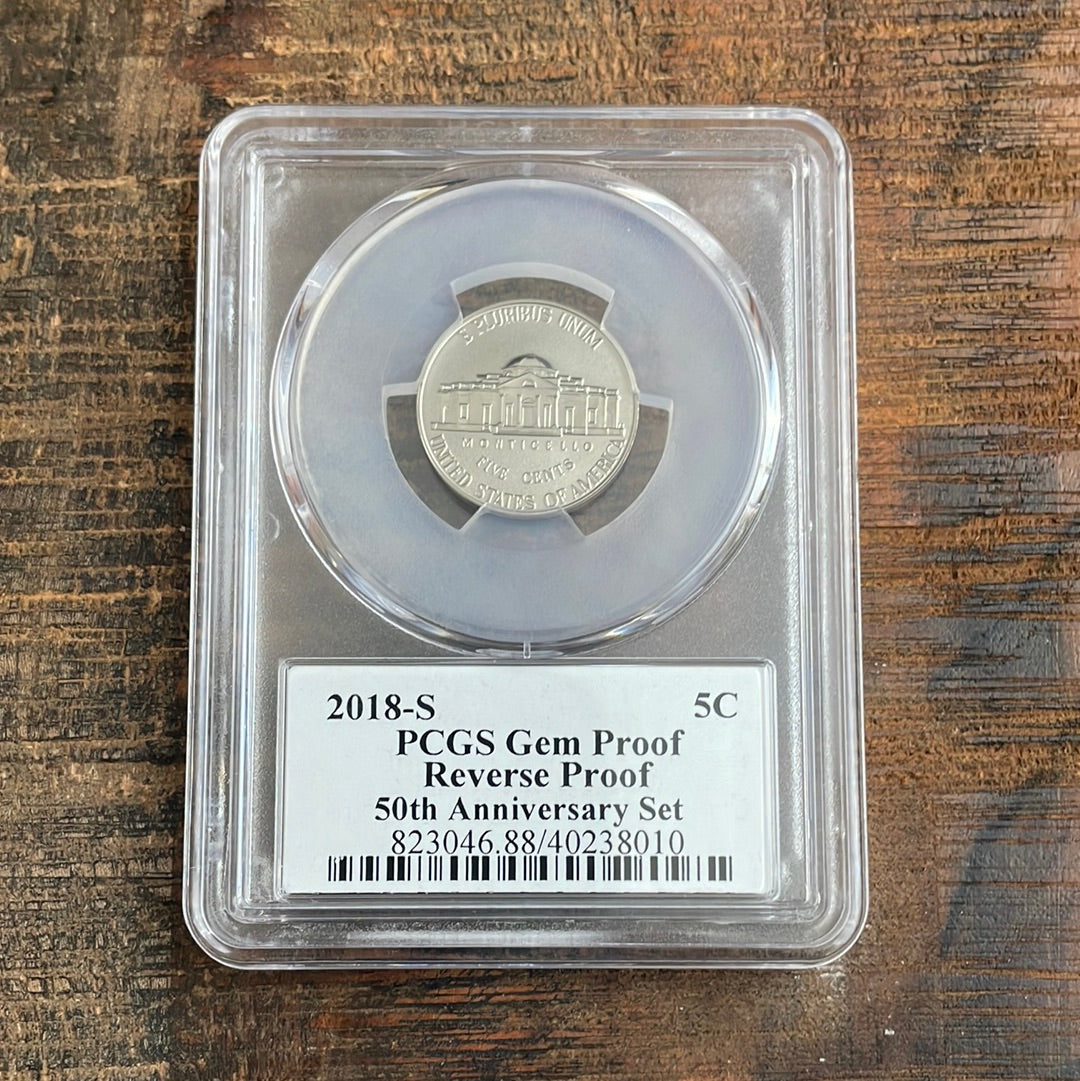 E PLURIBUS UNUM
MONTICELLO
FIVE CENTS
UNITED STATES OF AMERICA
2018-S 5C
PCGS Gem Proof
Reverse Proof
50th Anniversary Set
823046.88/40238010